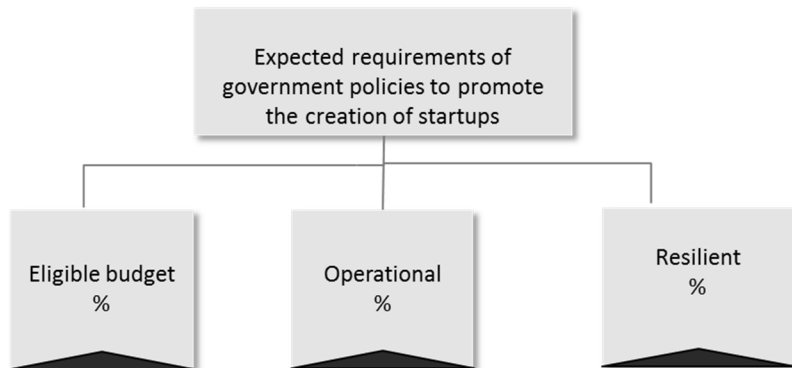 Expected requirements of
government policies to promote
the creation of startups
Eligible budget
%
Operational
%
Resilient
%